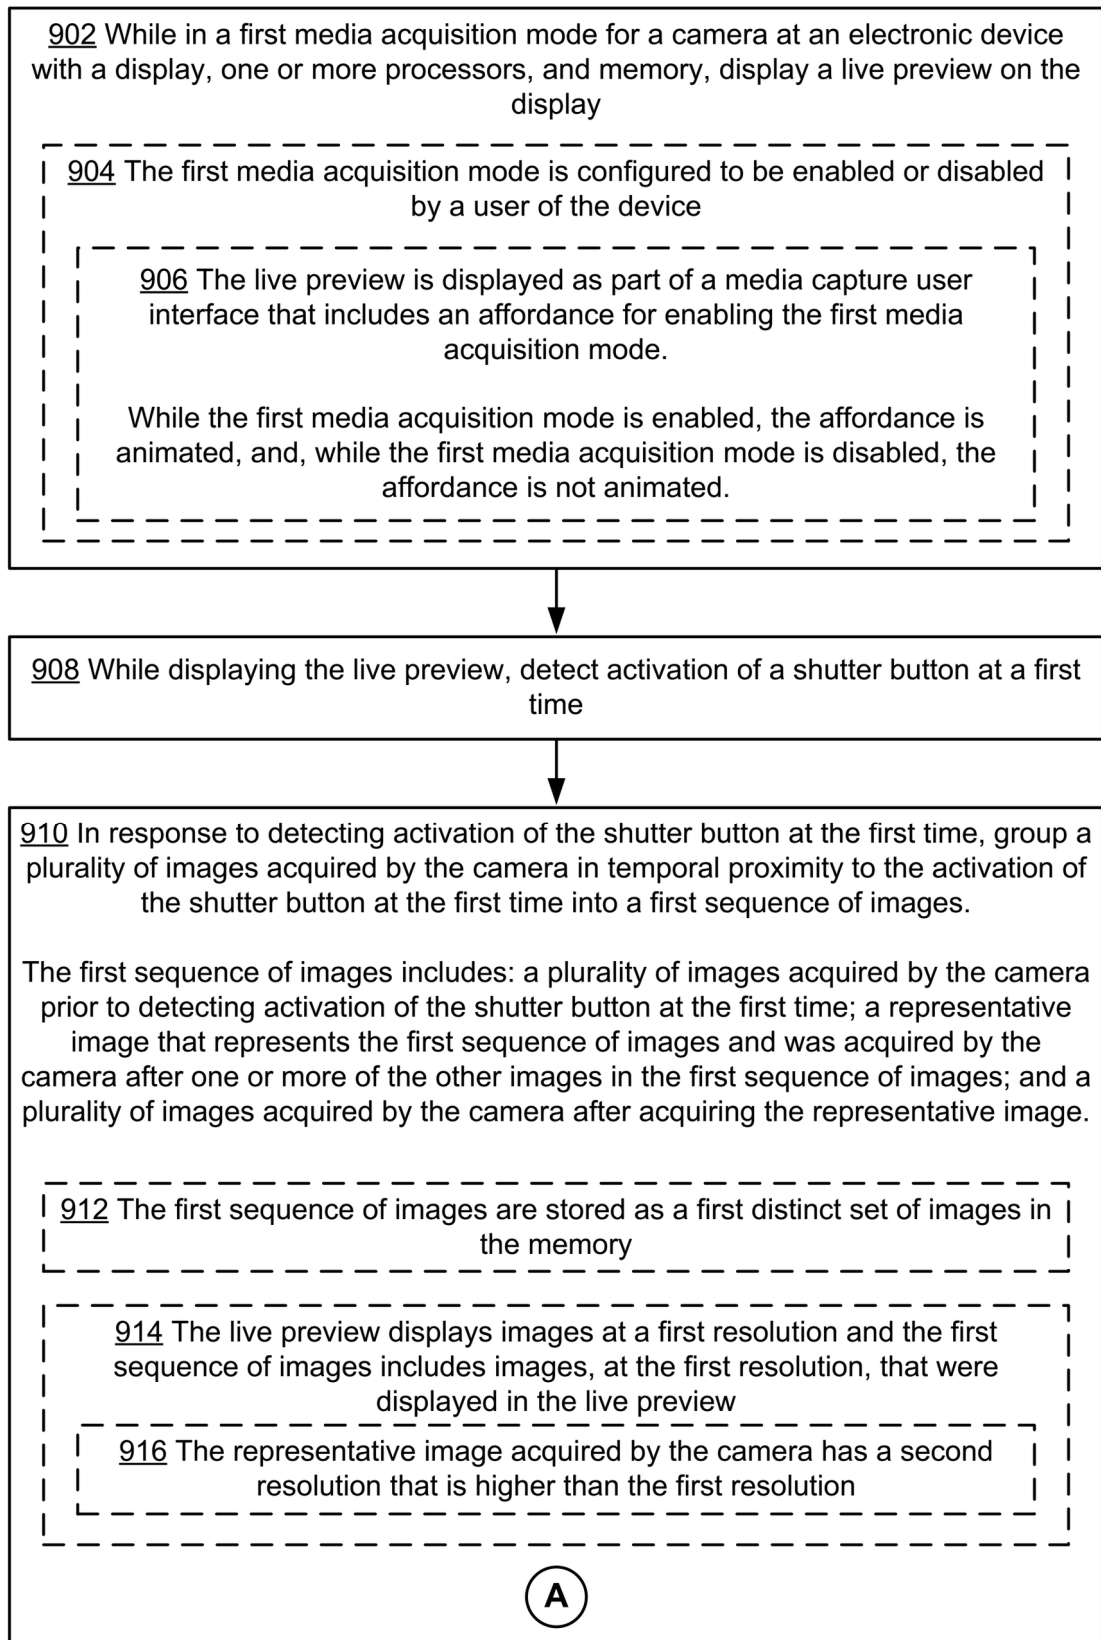 902 While in a first media acquisition mode for a camera at an electronic device
with a display, one or more processors, and memory, display a live preview on the
display
904 The first media acquisition mode is configured to be enabled or disabled
by a user of the device
906 The live preview is displayed as part of a media capture user
interface that includes an affordance for enabling the first media
acquisition mode.
While the first media acquisition mode is enabled, the affordance is
animated, and, while the first media acquisition mode is disabled, the
affordance is not animated.
908 While displaying the live preview, detect activation of a shutter button at a first
time
910 In response to detecting activation of the shutter button at the first time, group a
plurality of images acquired by the camera in temporal proximity to the activation of
the shutter button at the first time into a first sequence of images.
The first sequence of images includes: a plurality of images acquired by the camera
prior to detecting activation of the shutter button at the first time; a representative
image that represents the first sequence of images and was acquired by the
camera after one or more of the other images in the first sequence of images; and a
plurality of images acquired by the camera after acquiring the representative image.
912 The first sequence of images are stored as a first distinct set of images in
the memory
914 The live preview displays images at a first resolution and the first
sequence of images includes images, at the first resolution, that were
displayed in the live preview
916 The representative image acquired by the camera has a second
resolution that is higher than the first resolution
A